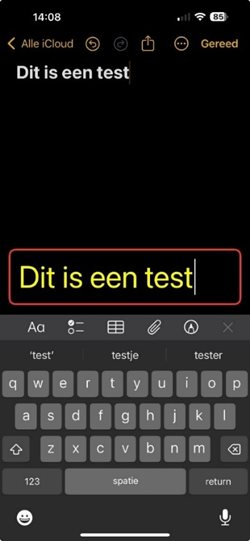 14:08
85
Alle iCloud
Gereed
Dit is een test
Dit is een test
Aa
'test'
testje
tester
q w e r t y u i o p
a s d f g h j k l
z x c v b n m
123
spatie
return